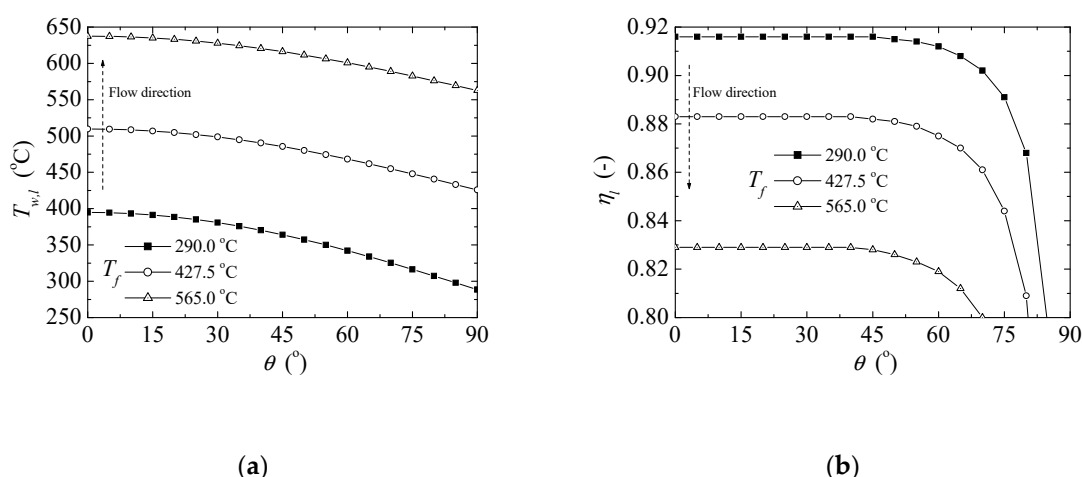 650
600
550
500
450
400
350
300
250
T_{w,l} (°C)
Flow direction
T_f
290.0 °C
427.5 °C
565.0 °C
0 15 30 45 60 75 90
θ (°)
(a)
0.92
0.90
0.88
0.86
0.84
0.82
0.80
η_l (-)
Flow direction
T_f
290.0 °C
427.5 °C
565.0 °C
0 15 30 45 60 75 90
θ (°)
(b)